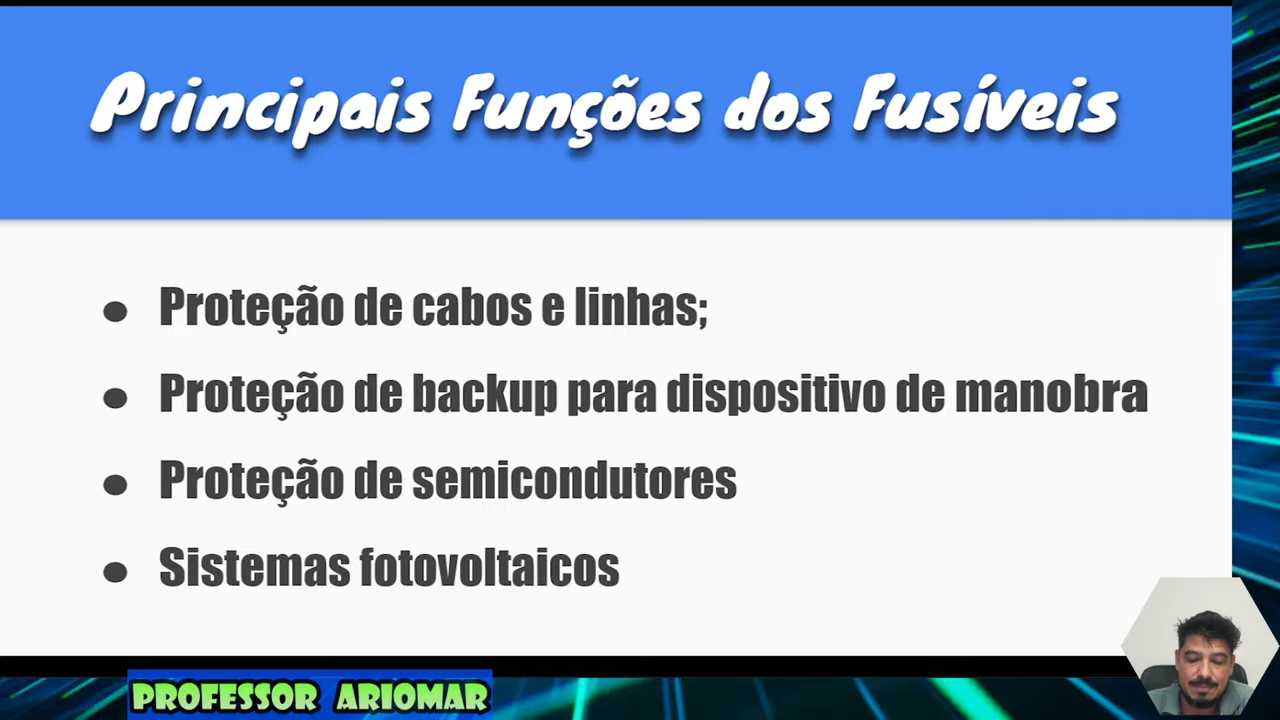 Principais Funções dos Fusíveis
● Proteção de cabos e linhas;
● Proteção de backup para dispositivo de manobra
● Proteção de semicondutores
● Sistemas fotovoltaicos
PROFESSOR ARIOMAR